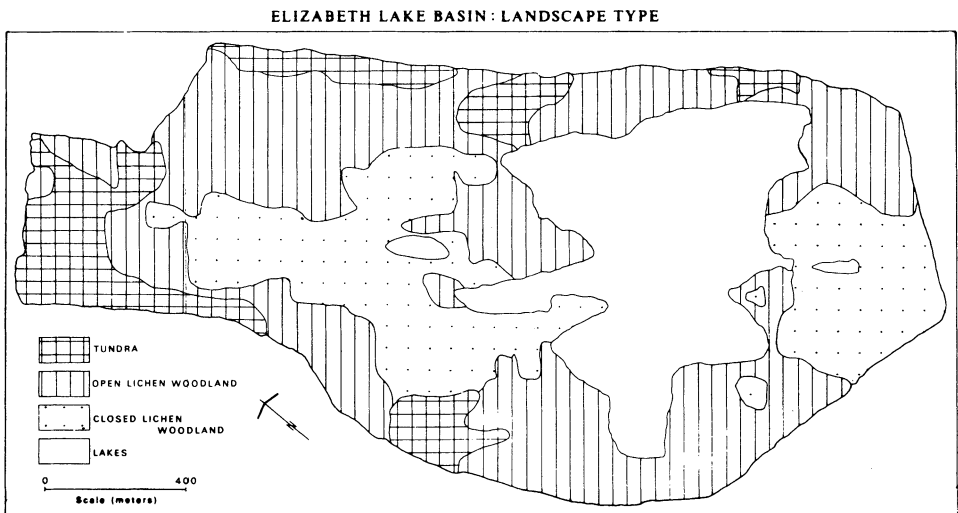 ELIZABETH LAKE BASIN: LANDSCAPE TYPE
TUNDRA
OPEN LICHEN WOODLAND
CLOSED LICHEN
WOODLAND
LAKES
0 400
Scale (meters)
N